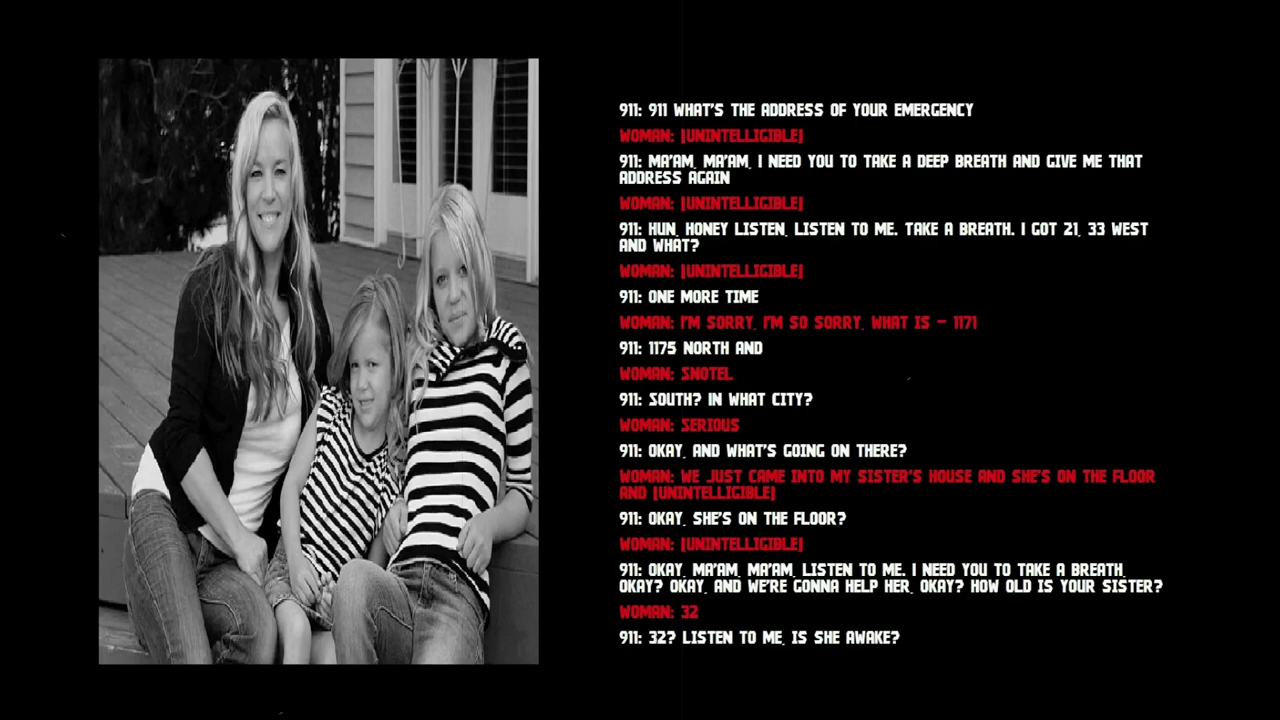 911: 911 WHAT'S THE ADDRESS OF YOUR EMERGENCY
WOMAN: [UNINTELLIGIBLE]
911: MA'AM, MA'AM, I NEED YOU TO TAKE A DEEP BREATH AND GIVE ME THAT
ADDRESS AGAIN
WOMAN: [UNINTELLIGIBLE]
911: HUN, HONEY LISTEN, LISTEN TO ME. TAKE A BREATH. I GOT 21, 33 WEST
AND WHAT?
WOMAN: [UNINTELLIGIBLE]
911: ONE MORE TIME
WOMAN: I'M SORRY, I'M SO SORRY, WHAT IS - 1171
911: 1175 NORTH AND
WOMAN: SNOTEL
911: SOUTH? IN WHAT CITY?
WOMAN: SERIOUS
911: OKAY, AND WHAT'S GOING ON THERE?
WOMAN: WE JUST CAME INTO MY SISTER'S HOUSE AND SHE'S ON THE FLOOR
AND [UNINTELLIGIBLE]
911: OKAY, SHE'S ON THE FLOOR?
WOMAN: [UNINTELLIGIBLE]
911: OKAY, MA'AM, MA'AM, LISTEN TO ME. I NEED YOU TO TAKE A BREATH,
OKAY? OKAY, AND WE'RE GONNA HELP HER, OKAY? HOW OLD IS YOUR SISTER?
WOMAN: 32
911: 32? LISTEN TO ME, IS SHE AWAKE?